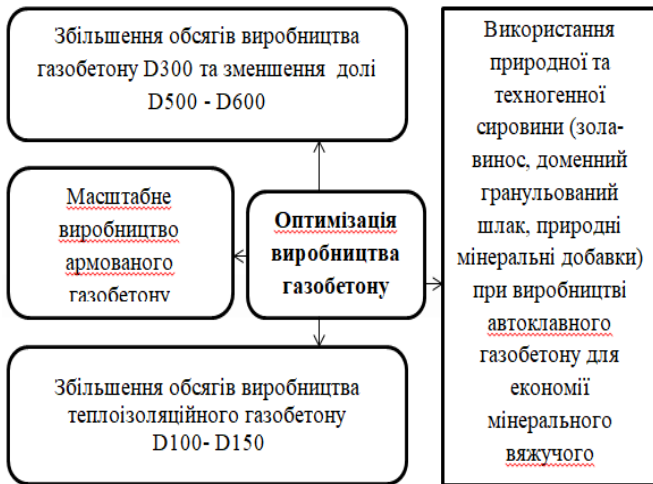 Збільшення обсягів виробництва
газобетону D300 та зменшення долі
D500 - D600
Масштабне
виробництво
армованого
газобетону
Оптимізація
виробництва
газобетону
Збільшення обсягів виробництва
теплоізоляційного газобетону
D100- D150
Використання
природної та
техногенної
сировини (зола-
винос, доменний
гранульований
шлак, природні
мінеральні добавки)
при виробництві
автоклавного
газобетону для
економії
мінерального
вяжучого